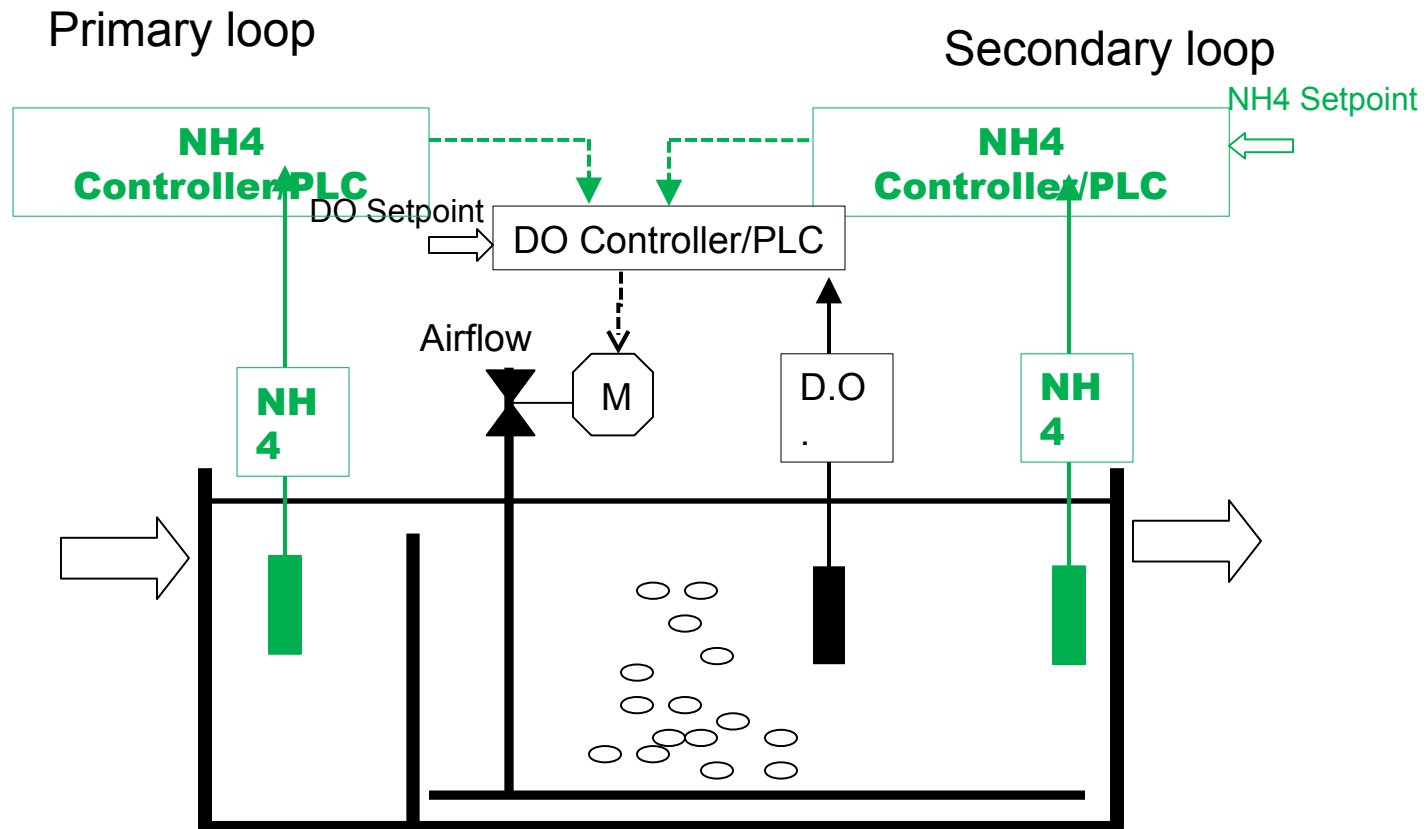 Primary loop
Secondary loop
NH4 Setpoint
NH4
Controller/PLC
NH4
Controller/PLC
DO Setpoint
DO Controller/PLC
Airflow
M
D.O
.
NH
4
NH
4